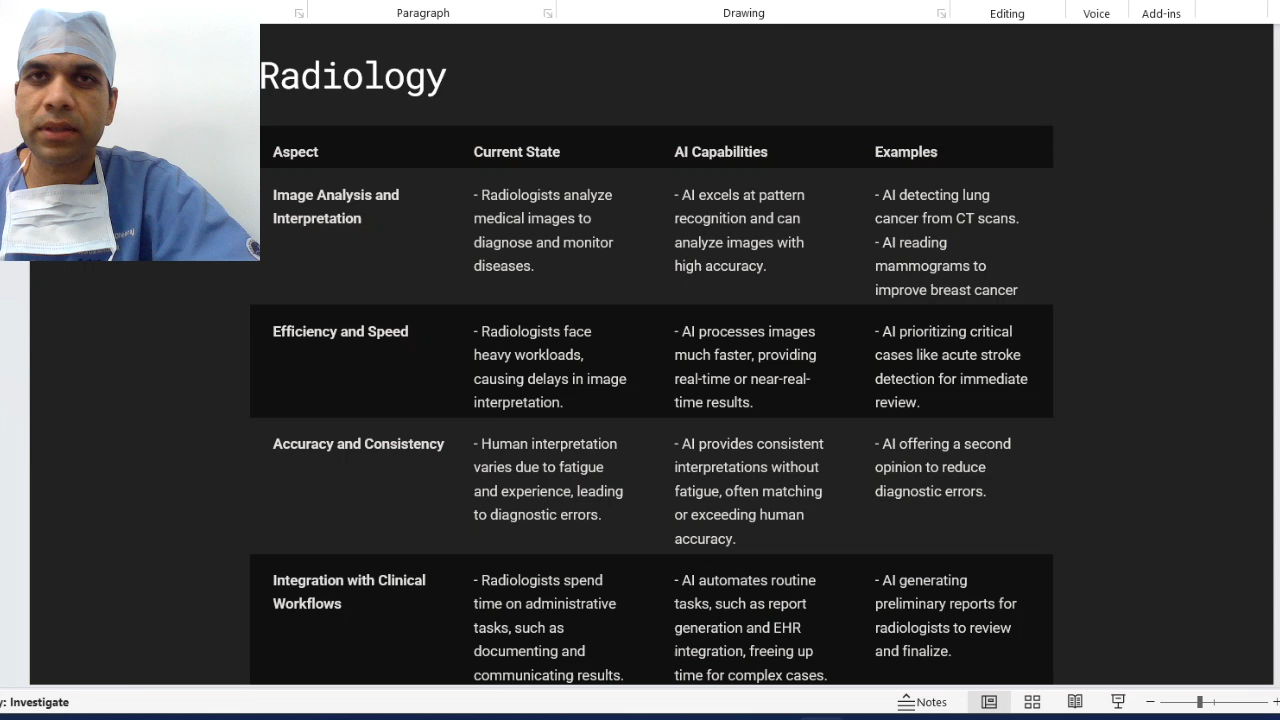 Paragraph
Drawing
Editing
Voice
Add-ins
Radiology
Aspect
Current State
AI Capabilities
Examples
Image Analysis and
Interpretation
- Radiologists analyze
medical images to
diagnose and monitor
diseases.
- AI excels at pattern
recognition and can
analyze images with
high accuracy.
- AI detecting lung
cancer from CT scans.
- AI reading
mammograms to
improve breast cancer
Efficiency and Speed
- Radiologists face
heavy workloads,
causing delays in image
interpretation.
- AI processes images
much faster, providing
real-time or near-real-
time results.
- AI prioritizing critical
cases like acute stroke
detection for immediate
review.
Accuracy and Consistency
- Human interpretation
varies due to fatigue
and experience, leading
to diagnostic errors.
- AI provides consistent
interpretations without
fatigue, often matching
or exceeding human
accuracy.
- AI offering a second
opinion to reduce
diagnostic errors.
Integration with Clinical
Workflows
- Radiologists spend
time on administrative
tasks, such as
documenting and
communicating results.
- AI automates routine
tasks, such as report
generation and EHR
integration, freeing up
time for complex cases.
- AI generating
preliminary reports for
radiologists to review
and finalize.
y: Investigate
Notes